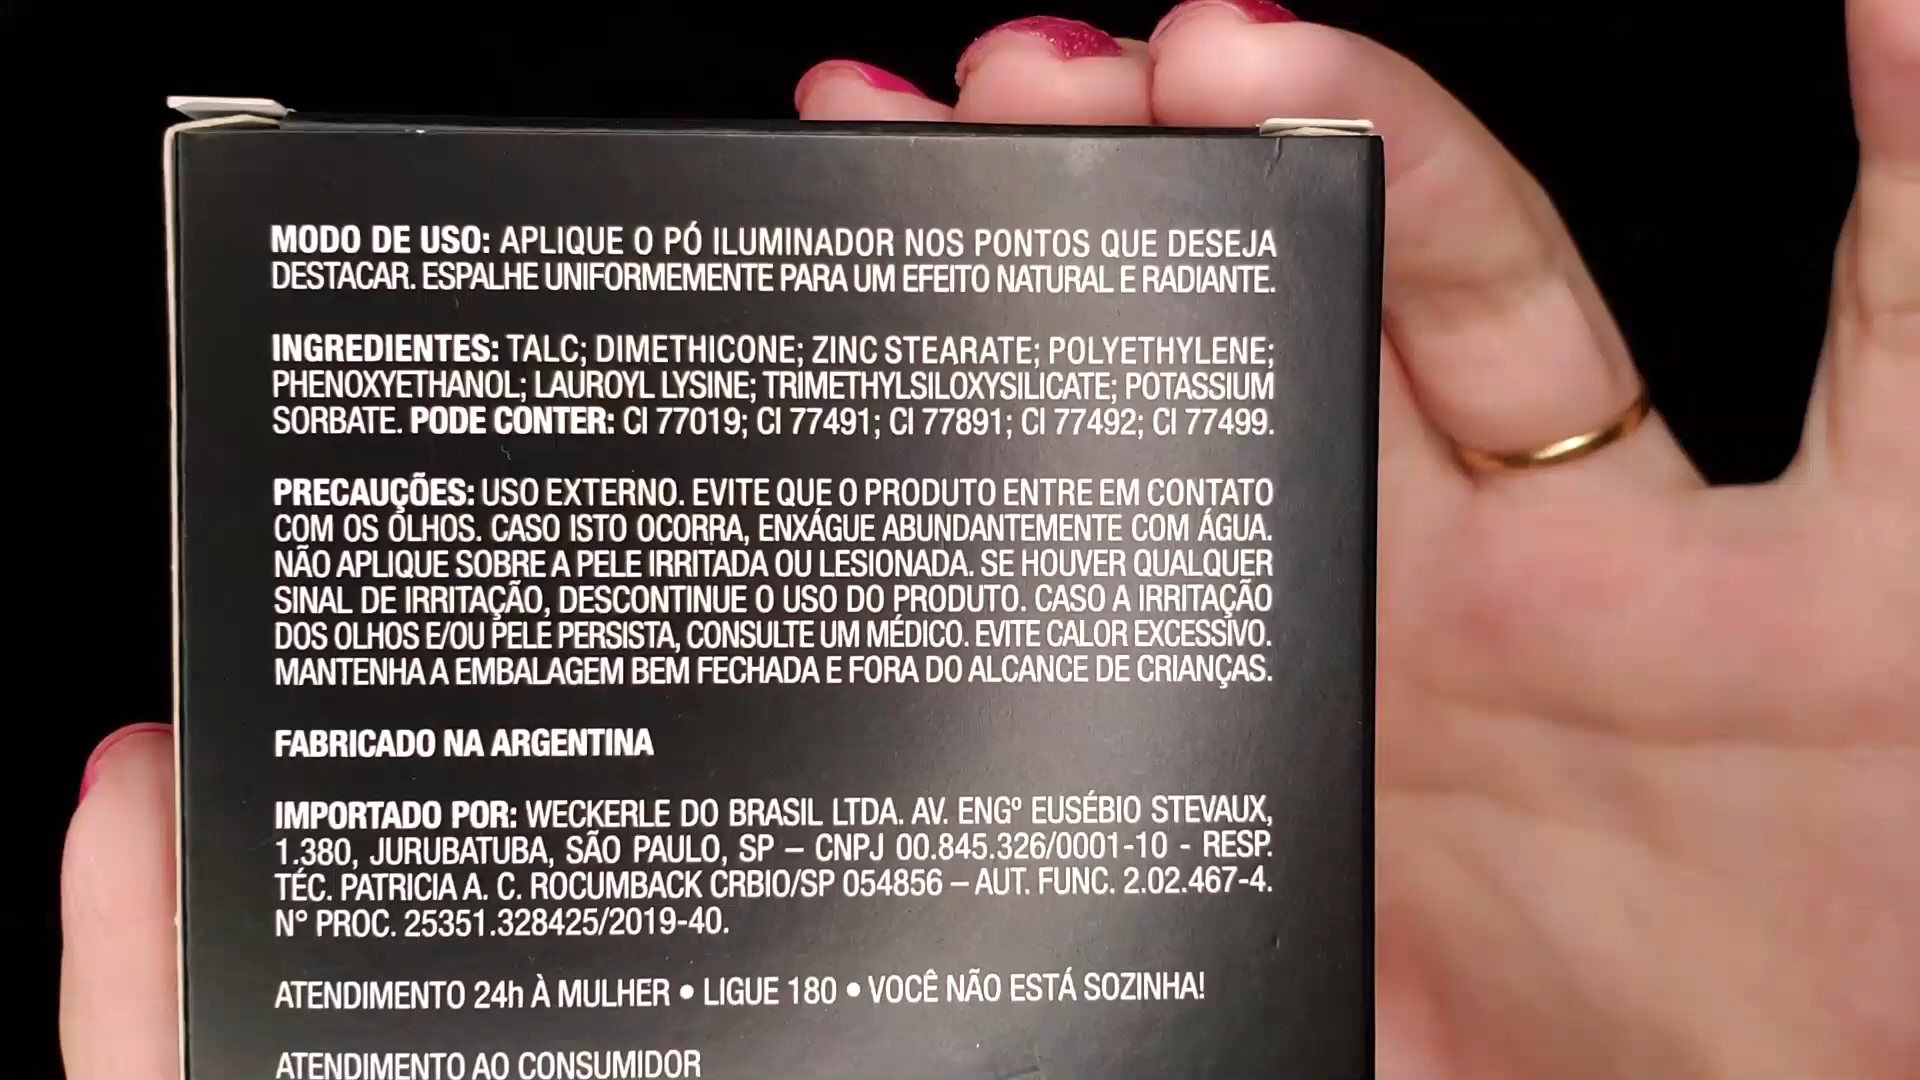 MODO DE USO: APLIQUE O PÓ ILUMINADOR NOS PONTOS QUE DESEJA
DESTACAR. ESPALHE UNIFORMEMENTE PARA UM EFEITO NATURAL E RADIANTE.
INGREDIENTES: TALC; DIMETHICONE; ZINC STEARATE; POLYETHYLENE;
PHENOXYETHANOL; LAUROYL LYSINE; TRIMETHYLSILOXYSILICATE; POTASSIUM
SORBATE. PODE CONTER: CI 77019; CI 77491; CI 77891; CI 77492; CI 77499.
PRECAUÇÕES: USO EXTERNO. EVITE QUE O PRODUTO ENTRE EM CONTATO
COM OS OLHOS. CASO ISTO OCORRA, ENXÁGUE ABUNDANTEMENTE COM ÁGUA.
NÃO APLIQUE SOBRE A PELE IRRITADA OU LESIONADA. SE HOUVER QUALQUER
SINAL DE IRRITAÇÃO, DESCONTINUE O USO DO PRODUTO. CASO A IRRITAÇÃO
DOS OLHOS E/OU PELE PERSISTA, CONSULTE UM MÉDICO. EVITE CALOR EXCESSIVO.
MANTENHA A EMBALAGEM BEM FECHADA E FORA DO ALCANCE DE CRIANÇAS.
FABRICADO NA ARGENTINA
IMPORTADO POR: WECKERLE DO BRASIL LTDA. AV. ENGº EUSÉBIO STEVAUX,
1.380, JURUBATUBA, SÃO PAULO, SP – CNPJ 00.845.326/0001-10 - RESP.
TÉC. PATRICIA A. C. ROCUMBACK CRBIO/SP 054856 – AUT. FUNC. 2.02.467-4.
N° PROC. 25351.328425/2019-40.
ATENDIMENTO 24h À MULHER • LIGUE 180 • VOCÊ NÃO ESTÁ SOZINHA!
ATENDIMENTO AO CONSUMIDOR